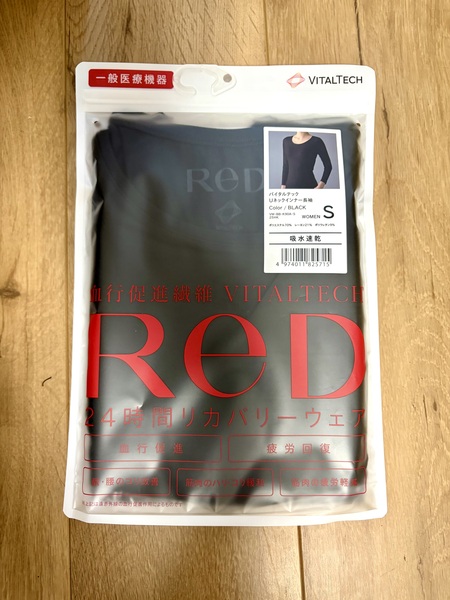 一般医療機器
VITALTECH
ReD
バイタルテック
Uネックインナー長袖
Color / BLACK
WOMEN S
吸水速乾
4 974011 825715
血行促進繊維 VITALTECH
ReD
24時間リカバリーウェア
血行促進
疲労回復